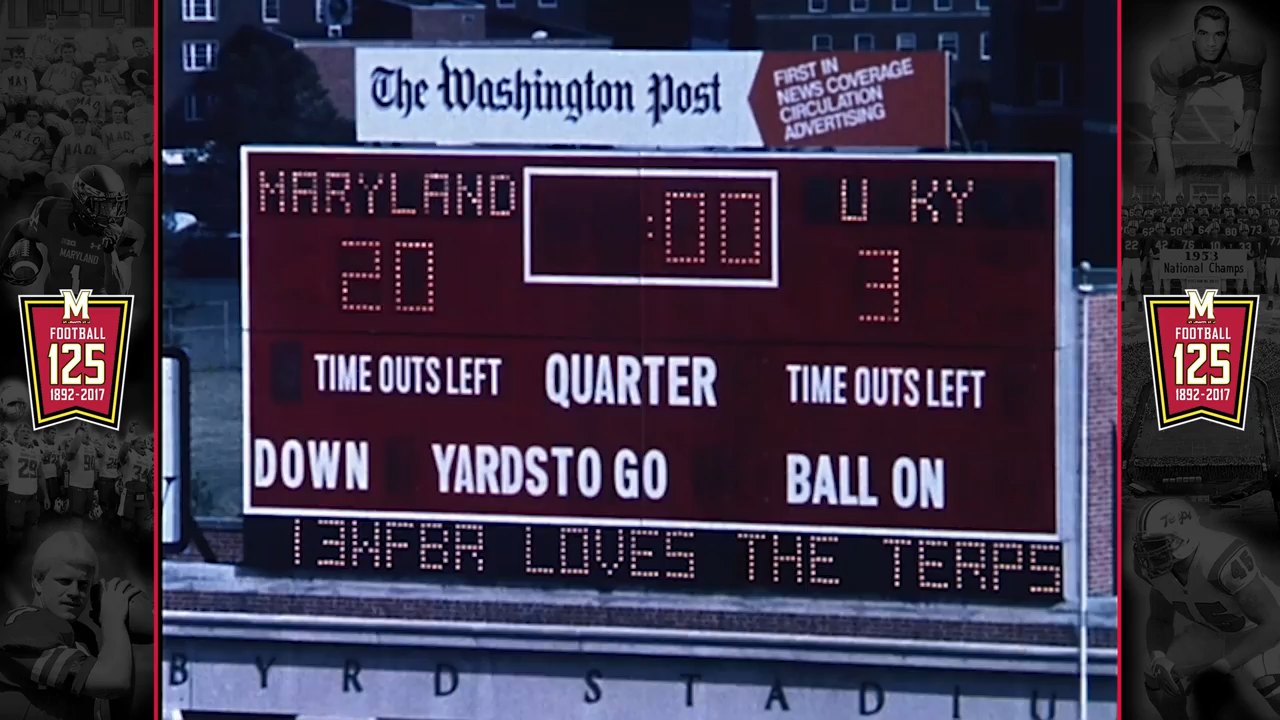 The Washington Post
FIRST IN
NEWS COVERAGE
CIRCULATION
ADVERTISING
MARYLAND :00 U KY
20 3
TIME OUTS LEFT QUARTER TIME OUTS LEFT
DOWN YARDS TO GO BALL ON
13WFBR LOVES THE TERPS
BYRD STADIU
M
FOOTBALL
125
1892-2017
M
FOOTBALL
125
1892-2017
MARYLAND
1
1953
National Champs